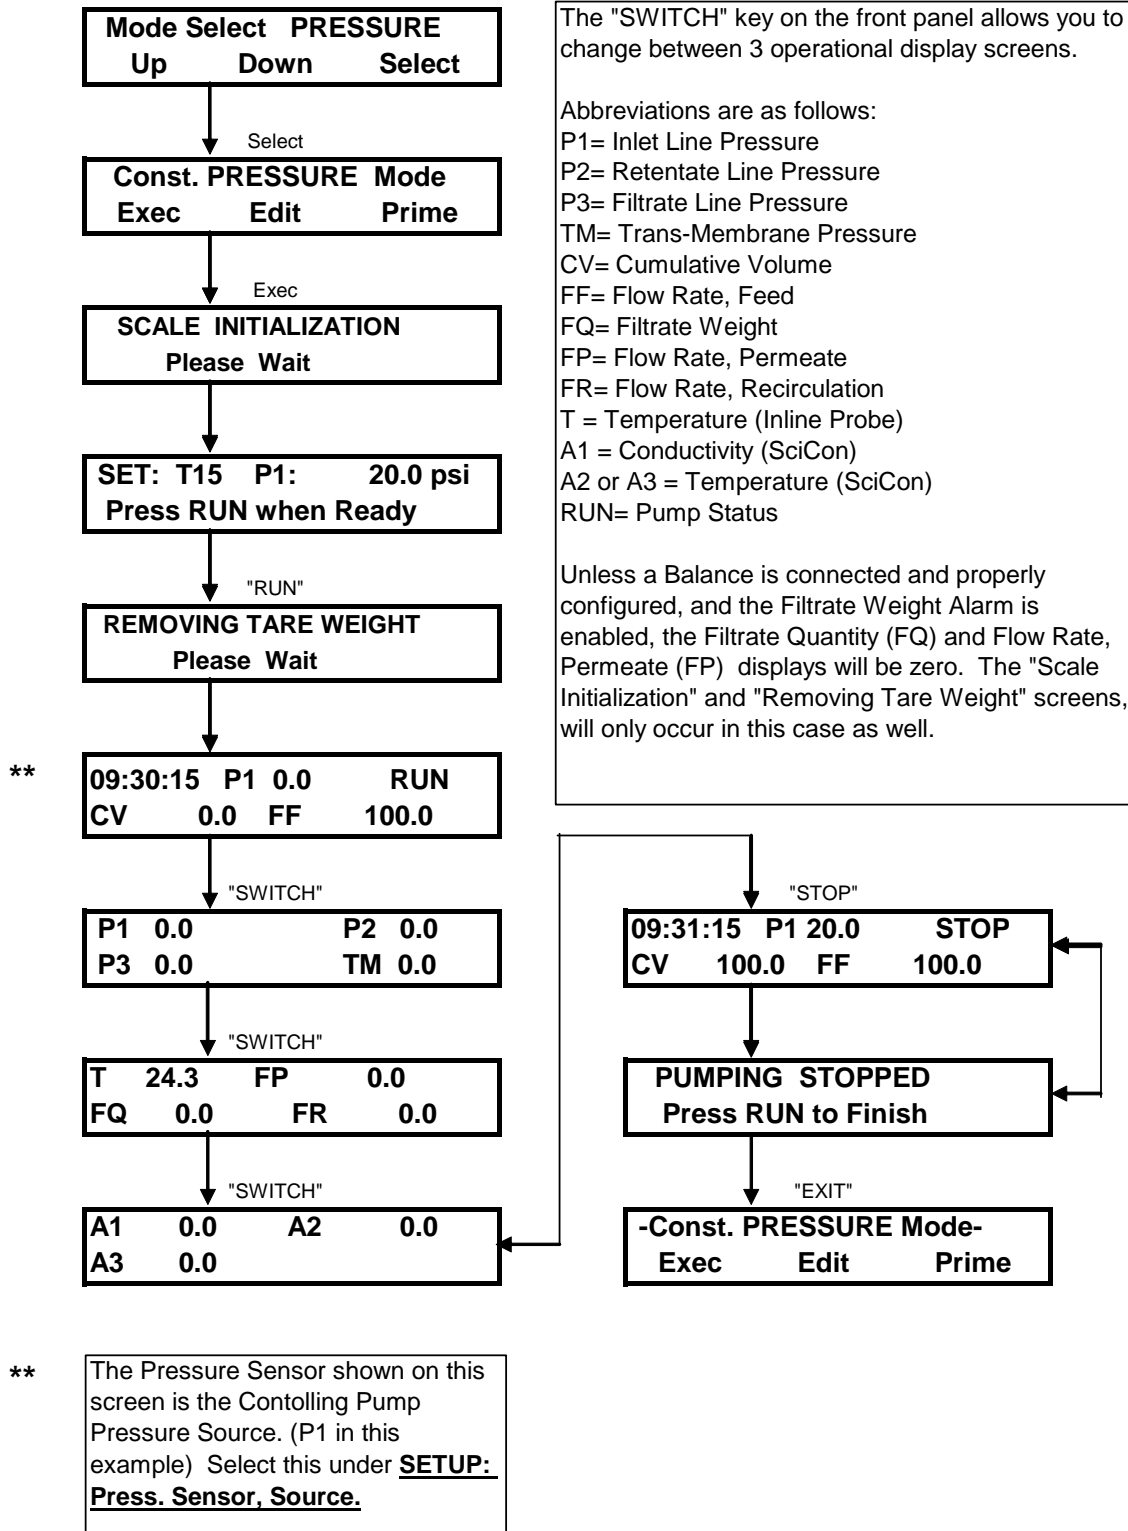 Mode Select PRESSURE
Up Down Select
Select
Const. PRESSURE Mode
Exec Edit Prime
Exec
SCALE INITIALIZATION
Please Wait
SET: T15 P1: 20.0 psi
Press RUN when Ready
"RUN"
REMOVING TARE WEIGHT
Please Wait
**
09:30:15 P1 0.0 RUN
CV 0.0 FF 100.0
"SWITCH"
P1 0.0 P2 0.0
P3 0.0 TM 0.0
"SWITCH"
T 24.3 FP 0.0
FQ 0.0 FR 0.0
"SWITCH"
A1 0.0 A2 0.0
A3 0.0
The "SWITCH" key on the front panel allows you to
change between 3 operational display screens.
Abbreviations are as follows:
P1= Inlet Line Pressure
P2= Retentate Line Pressure
P3= Filtrate Line Pressure
TM= Trans-Membrane Pressure
CV= Cumulative Volume
FF= Flow Rate, Feed
FQ= Filtrate Weight
FP= Flow Rate, Permeate
FR= Flow Rate, Recirculation
T = Temperature (Inline Probe)
A1 = Conductivity (SciCon)
A2 or A3 = Temperature (SciCon)
RUN= Pump Status
Unless a Balance is connected and properly
configured, and the Filtrate Weight Alarm is
enabled, the Filtrate Quantity (FQ) and Flow Rate,
Permeate (FP) displays will be zero. The "Scale
Initialization" and "Removing Tare Weight" screens,
will only occur in this case as well.
"STOP"
09:31:15 P1 20.0 STOP
CV 100.0 FF 100.0
PUMPING STOPPED
Press RUN to Finish
"EXIT"
-Const. PRESSURE Mode-
Exec Edit Prime
**
The Pressure Sensor shown on this
screen is the Contolling Pump
Pressure Source. (P1 in this
example) Select this under SETUP:
Press. Sensor, Source.